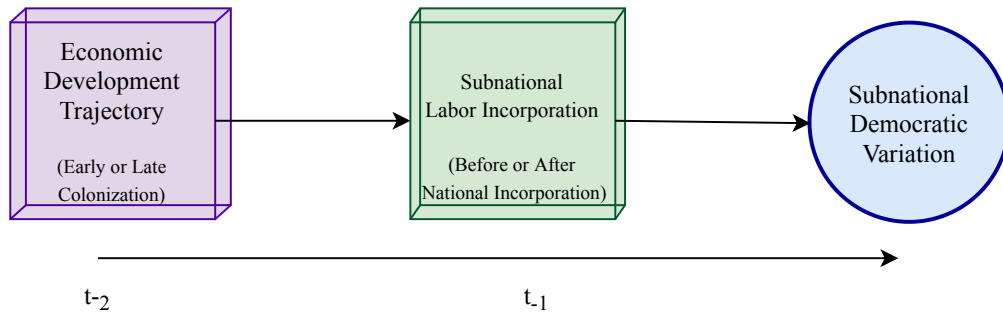 Economic
Development
Trajectory
(Early or Late
Colonization)
Subnational
Labor Incorporation
(Before or After
National Incorporation)
Subnational
Democratic
Variation
t-2
t-1